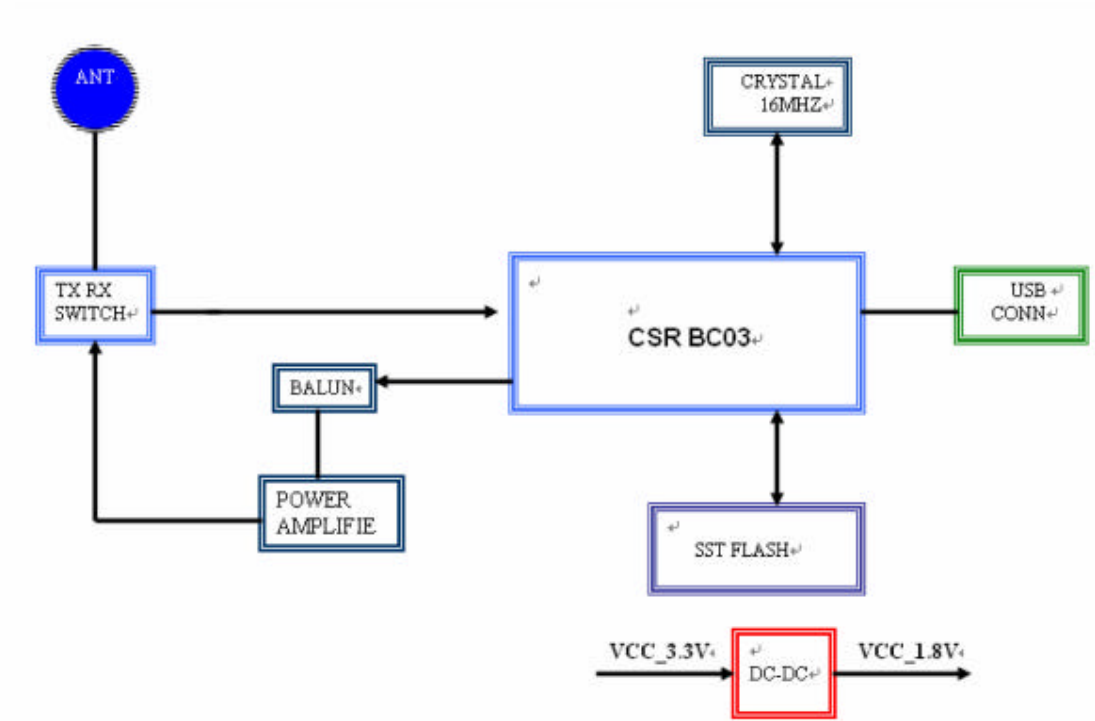 ANT
CRYSTAL
16MHZ
TX RX
SWITCH
USB
CONN
CSR BC03
BALUN
POWER
AMPLIFIE
SST FLASH
VCC_3.3V
DC-DC
VCC_1.8V